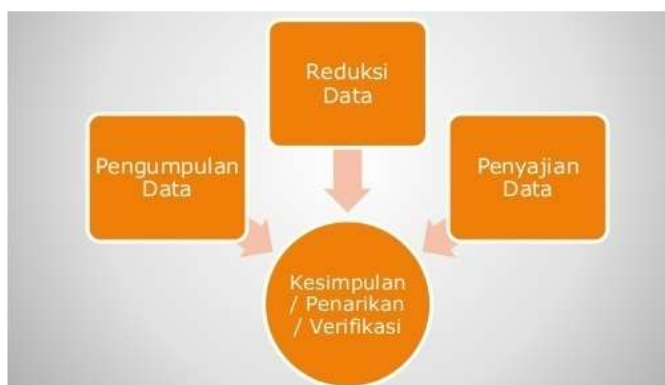 Reduksi
Data
Pengumpulan
Data
Penyajian
Data
Kesimpulan
/ Penarikan
/ Verifikasi